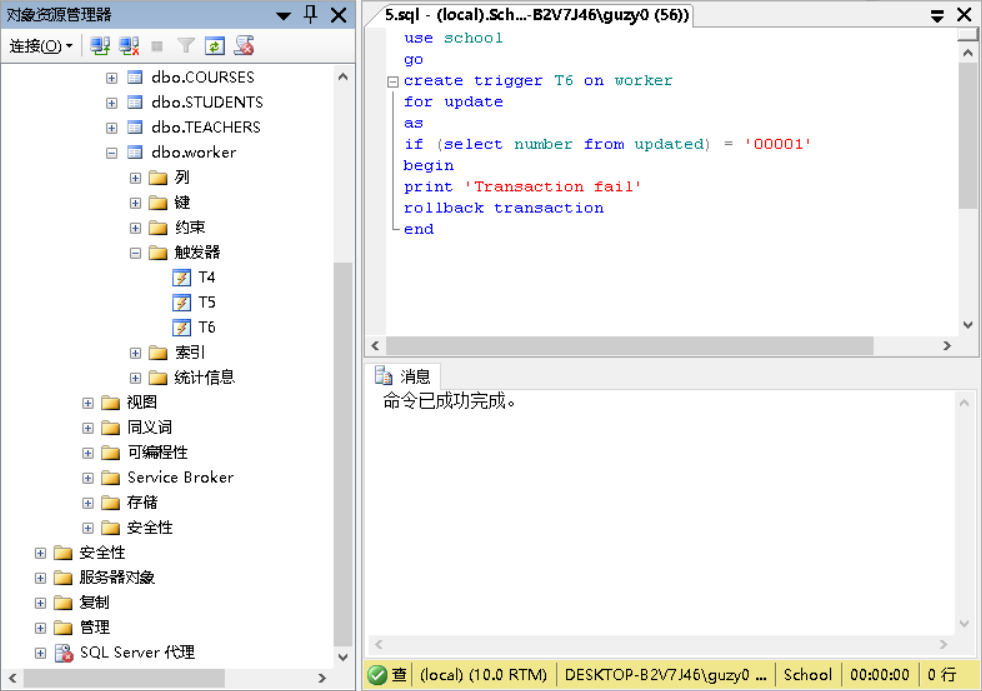 对象资源管理器
连接(O)
dbo.COURSES
dbo.STUDENTS
dbo.TEACHERS
dbo.worker
列
键
约束
触发器
T4
T5
T6
索引
统计信息
视图
同义词
可编程性
Service Broker
存储
安全性
安全性
服务器对象
复制
管理
SQL Server 代理
5.sql - (local).Sch...-B2V7J46\guzy0 (56))
use school
go
create trigger T6 on worker
for update
as
if (select number from updated) = '00001'
begin
print 'Transaction fail'
rollback transaction
end
消息
命令已成功完成。
查 (local) (10.0 RTM) DESKTOP-B2V7J46\guzy0 ... School 00:00:00 0 行